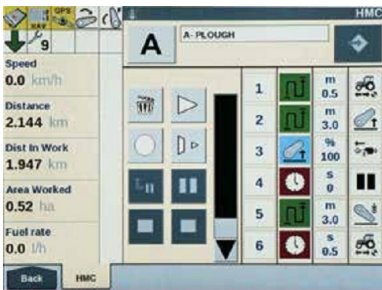 GPS
NAV
9
HMC
A
A- PLOUGH
Speed
0.0 km/h
Distance
2.144 km
Dist In Work
1.947 km
Area Worked
0.52 ha
Fuel rate
0.0 l/h
1 m 0.5
2 m 3.0
3 % 100
4 s 0
5 m 3.0
6 s 0.5
Back
HMC